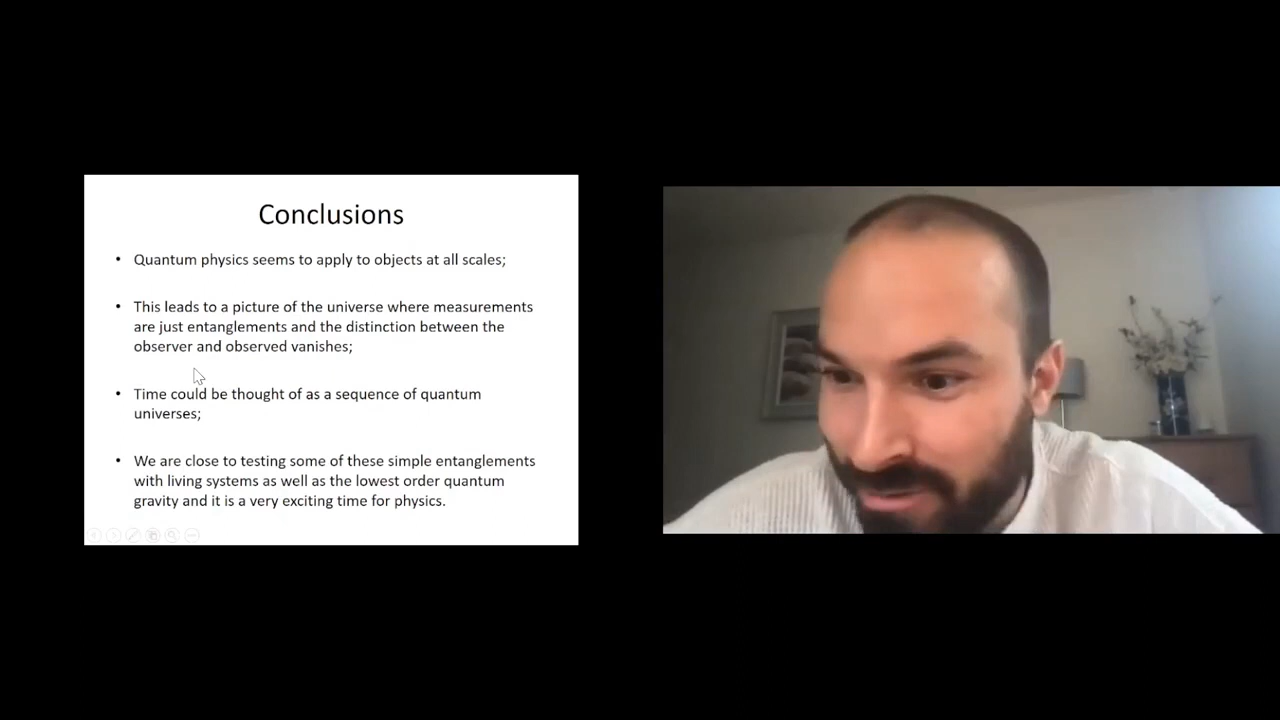 Conclusions
• Quantum physics seems to apply to objects at all scales;
• This leads to a picture of the universe where measurements
are just entanglements and the distinction between the
observer and observed vanishes;
• Time could be thought of as a sequence of quantum
universes;
• We are close to testing some of these simple entanglements
with living systems as well as the lowest order quantum
gravity and it is a very exciting time for physics.